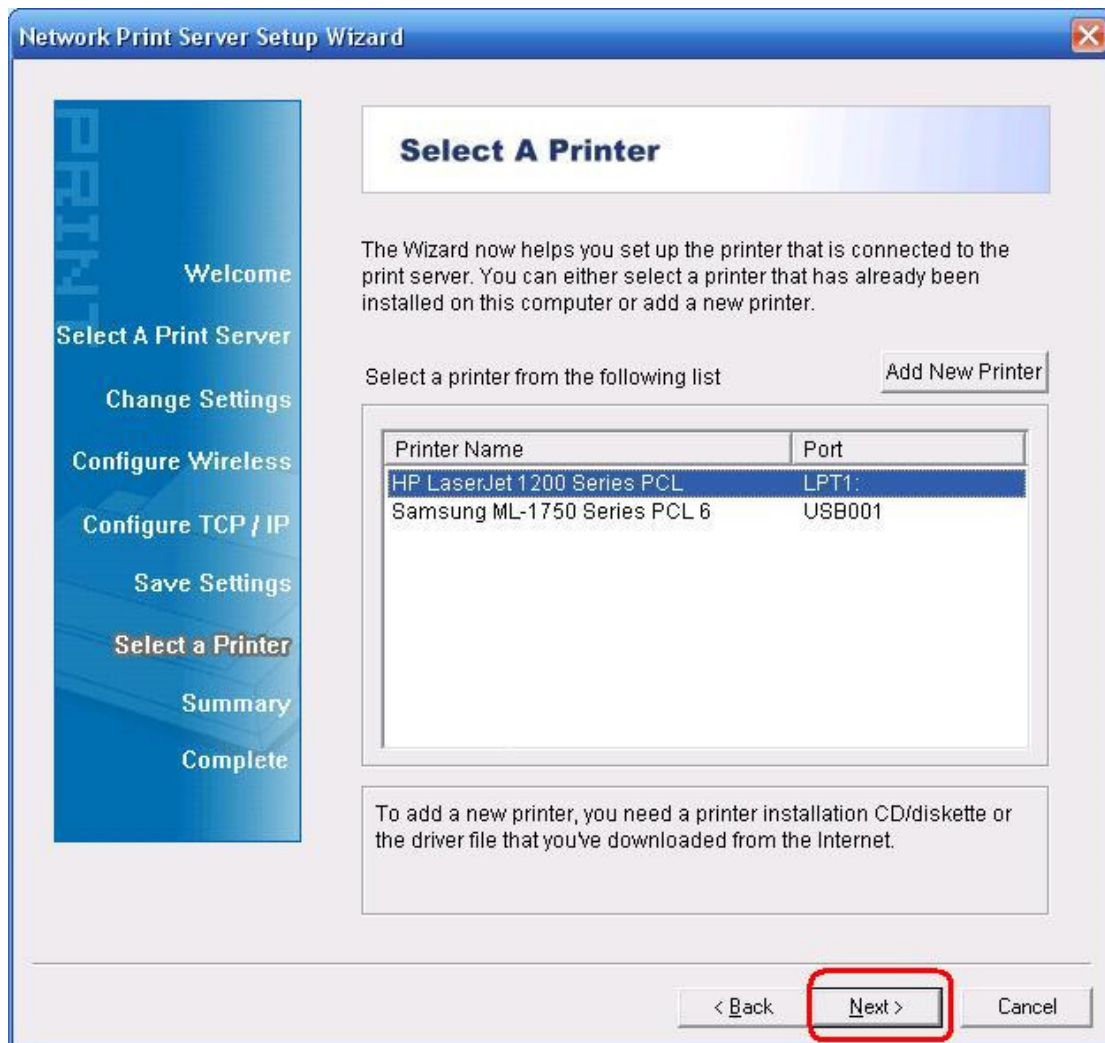 Network Print Server Setup Wizard
PRINT
Welcome
Select A Print Server
Change Settings
Configure Wireless
Configure TCP / IP
Save Settings
Select a Printer
Summary
Complete
Select A Printer
The Wizard now helps you set up the printer that is connected to the
print server. You can either select a printer that has already been
installed on this computer or add a new printer.
Select a printer from the following list
Add New Printer
Printer Name Port
HP LaserJet 1200 Series PCL LPT1:
Samsung ML-1750 Series PCL 6 USB001
To add a new printer, you need a printer installation CD/diskette or
the driver file that you've downloaded from the Internet.
< Back Next > Cancel